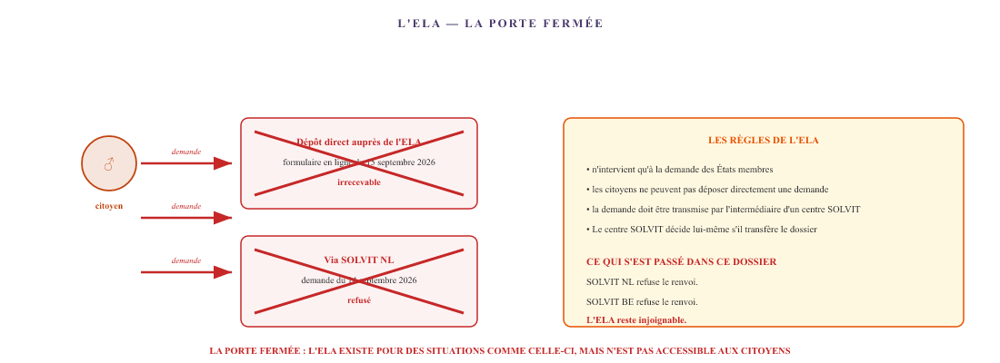 L'ELA — LA PORTE FERMÉE
demande
demande
demande
♂
citoyen
Dépôt direct auprès de l'ELA
formulaire en ligne 15 septembre 2026
irrecevable
Via SOLVIT NL
demande du septembre 2026
refusé
LES RÈGLES DE L'ELA
• n'intervient qu'à la demande des États membres
• les citoyens ne peuvent pas déposer directement une demande
• la demande doit être transmise par l'intermédiaire d'un centre SOLVIT
• Le centre SOLVIT décide lui-même s'il transfère le dossier
CE QUI S'EST PASSÉ DANS CE DOSSIER
SOLVIT NL refuse le renvoi.
SOLVIT BE refuse le renvoi.
L'ELA reste injoignable.
LA PORTE FERMÉE : L'ELA EXISTE POUR DES SITUATIONS COMME CELLE-CI, MAIS N'EST PAS ACCESSIBLE AUX CITOYENS